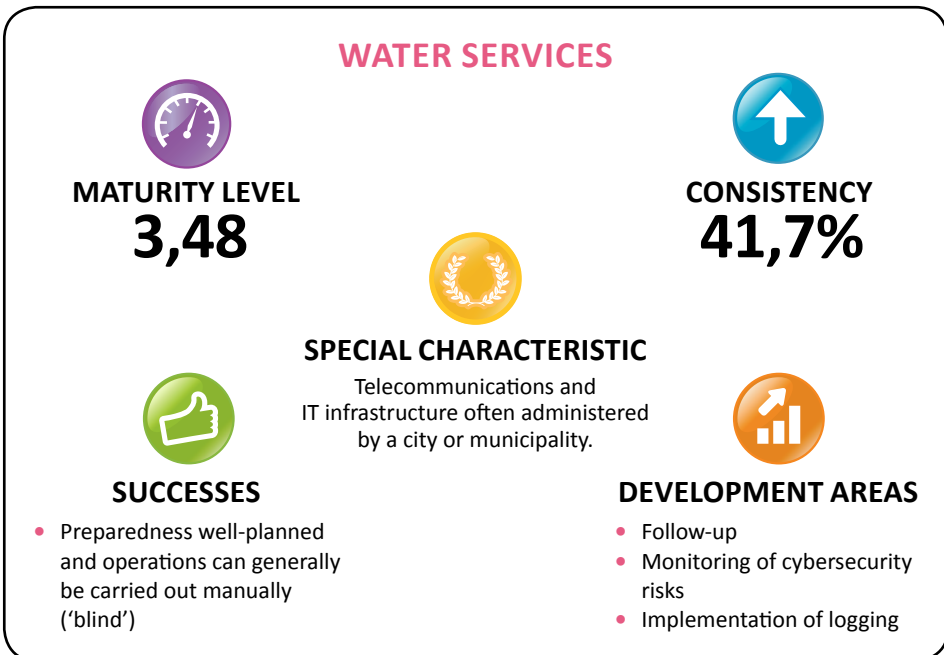 WATER SERVICES
MATURITY LEVEL
3,48
CONSISTENCY
41,7%
SPECIAL CHARACTERISTIC
Telecommunications and
IT infrastructure often administered
by a city or municipality.
SUCCESSES
• Preparedness well-planned
and operations can generally
be carried out manually
(‘blind’)
DEVELOPMENT AREAS
• Follow-up
• Monitoring of cybersecurity
risks
• Implementation of logging